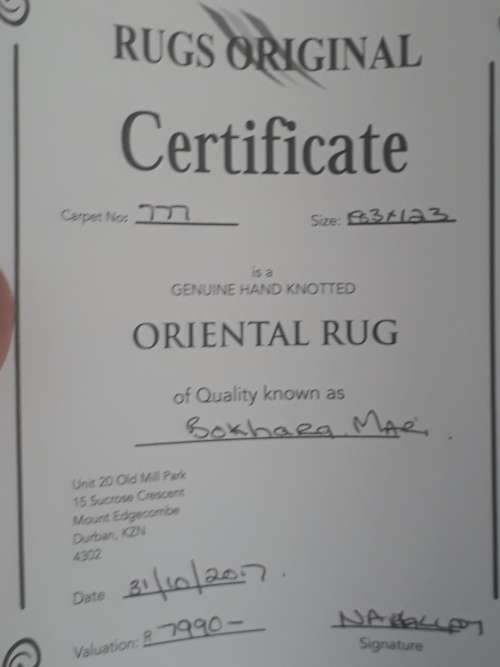 RUGS ORIGINAL
Certificate
Carpet No: 777 Size: 183x123
is a
GENUINE HAND KNOTTED
ORIENTAL RUG
of Quality known as
Bokhara Mar.
Unit 20 Old Mill Park
15 Sucrose Crescent
Mount Edgecombe
Durban, KZN
4302
Date 31/10/2017.
Valuation: R 7990-
Signature